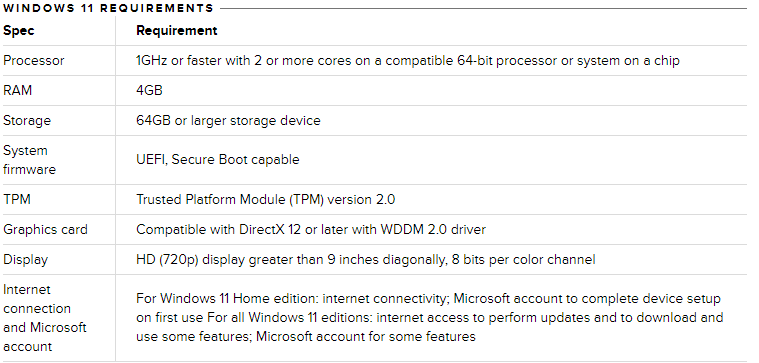 WINDOWS 11 REQUIREMENTS
Spec Requirement
Processor 1GHz or faster with 2 or more cores on a compatible 64-bit processor or system on a chip
RAM 4GB
Storage 64GB or larger storage device
System
firmware
UEFI, Secure Boot capable
TPM Trusted Platform Module (TPM) version 2.0
Graphics card Compatible with DirectX 12 or later with WDDM 2.0 driver
Display HD (720p) display greater than 9 inches diagonally, 8 bits per color channel
Internet
connection
and Microsoft
account
For Windows 11 Home edition: internet connectivity; Microsoft account to complete device setup
on first use For all Windows 11 editions: internet access to perform updates and to download and
use some features; Microsoft account for some features